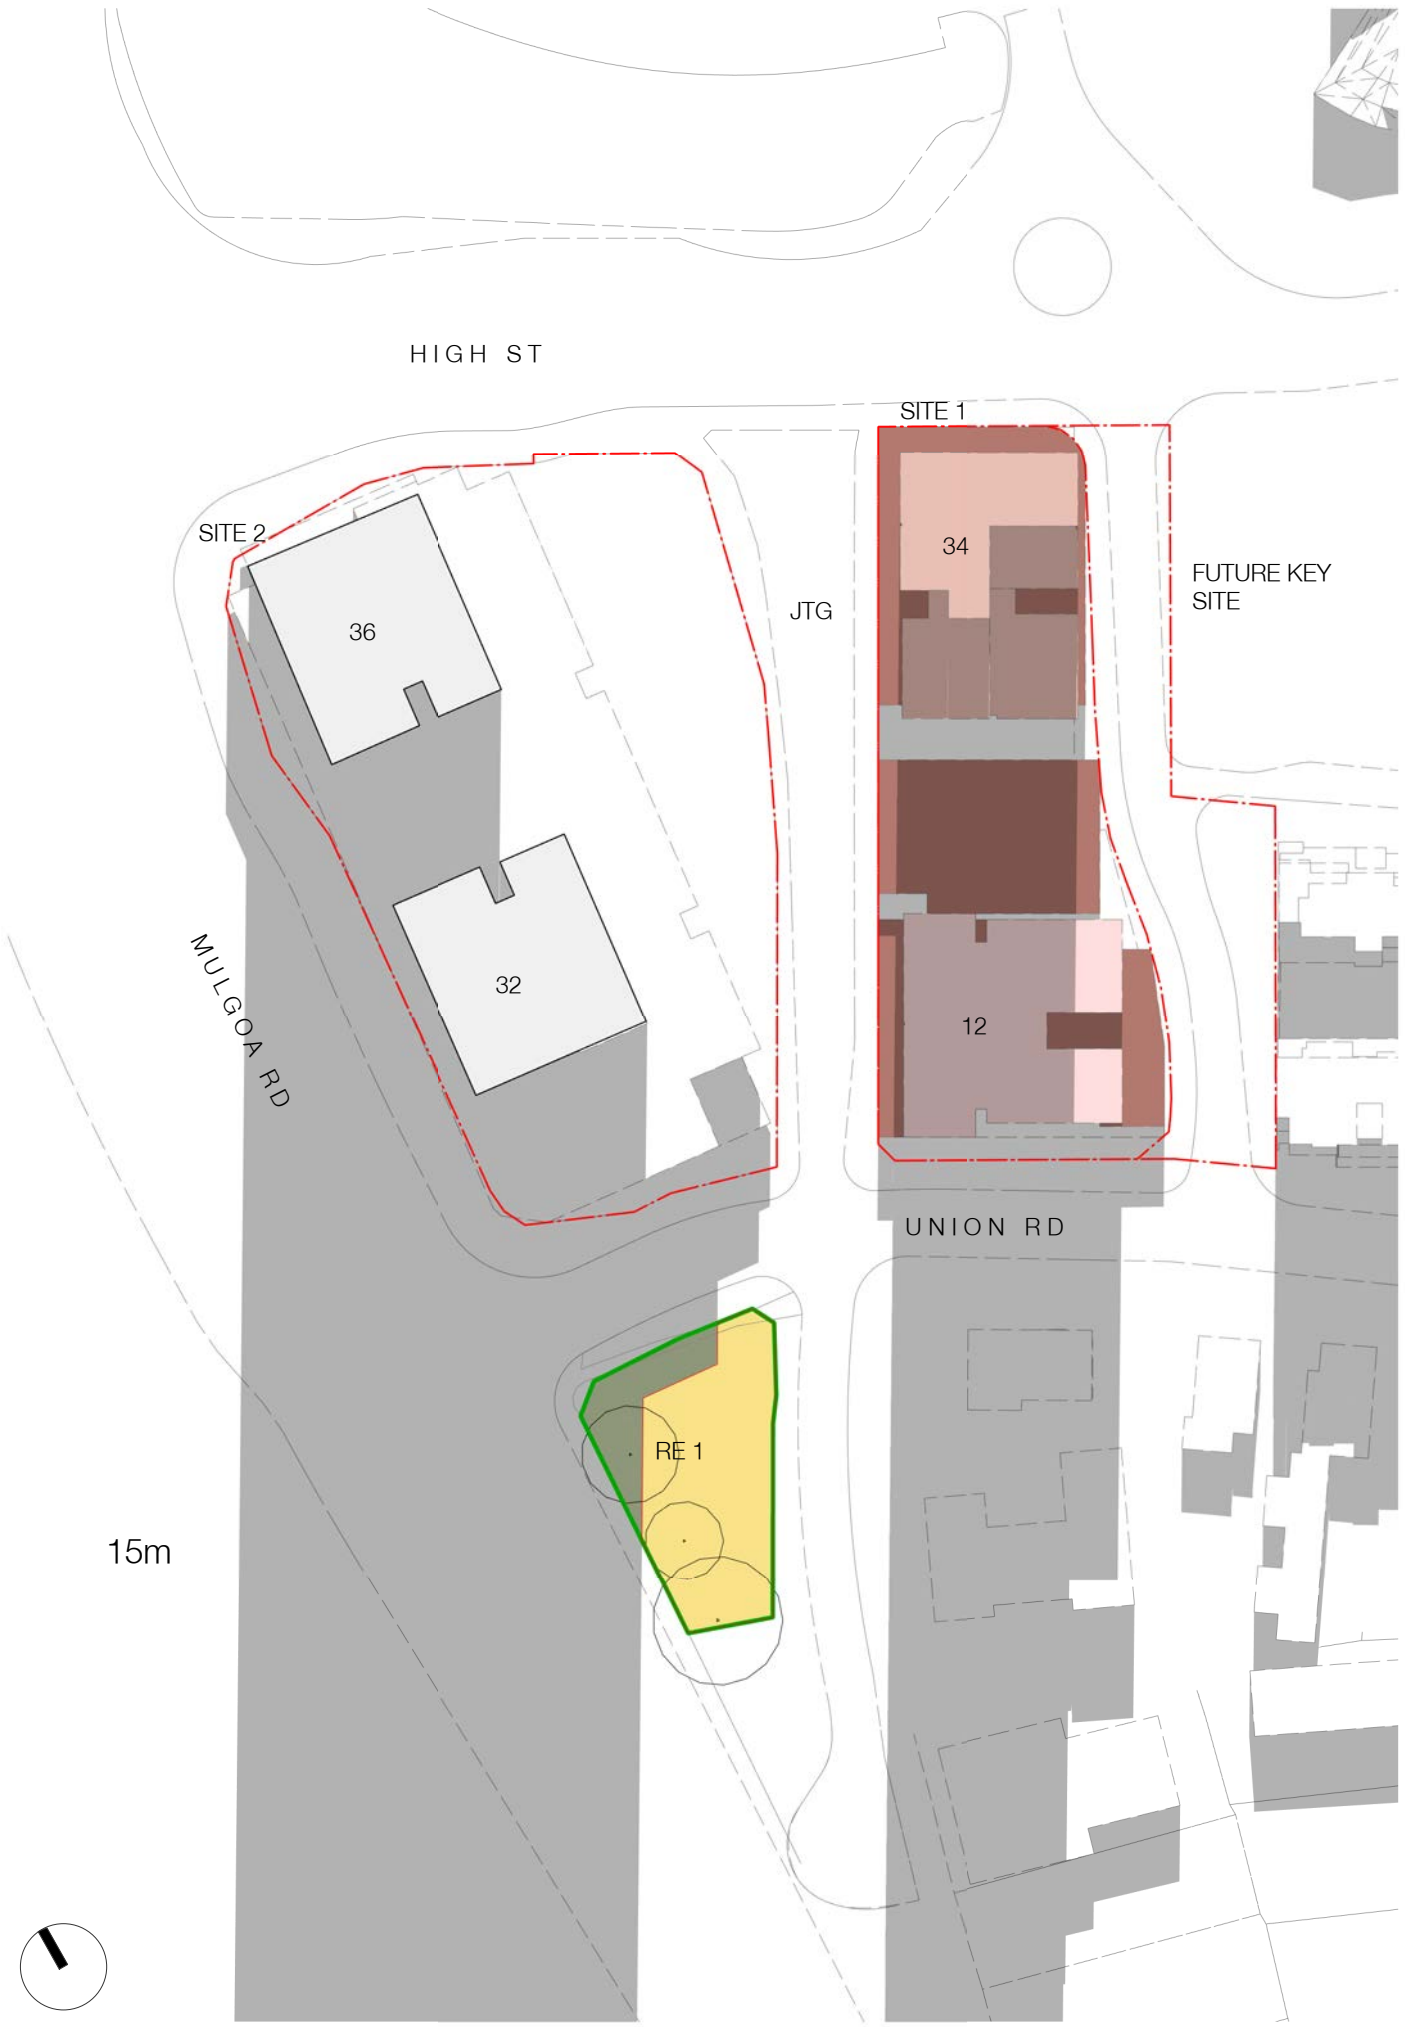 HIGH ST
SITE 1
SITE 2
34
FUTURE KEY
SITE
JTG
36
32
MULGOA RD
12
UNION RD
RE 1
15m